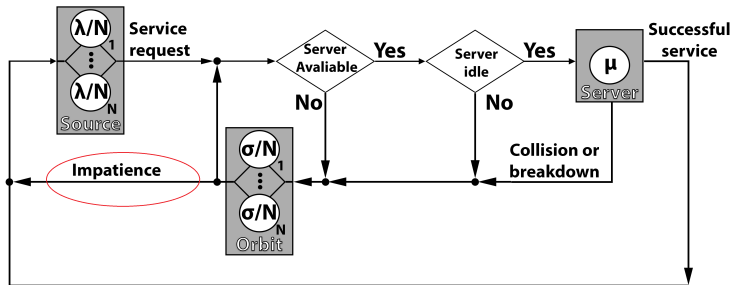 λ/N
1
λ/N
N
Source
Service
request
Server
Avaliable
Yes
No
Server
idle
Yes
No
μ
Server
Successful
service
Collision or
breakdown
σ/N
1
σ/N
N
Orbit
Impatience